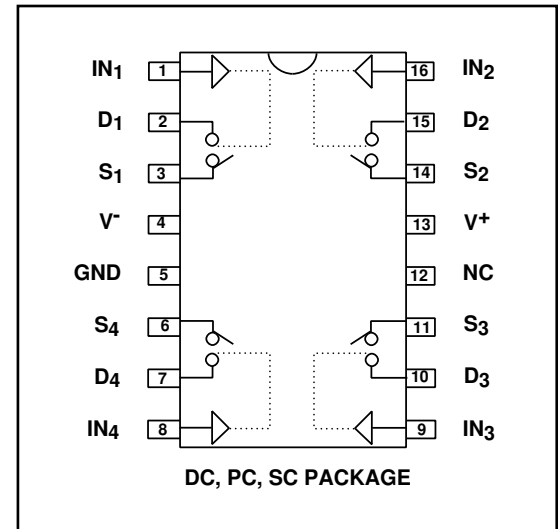 IN1 1 16 IN2
D1 2 15 D2
S1 3 14 S2
V- 4 13 V+
GND 5 12 NC
S4 6 11 S3
D4 7 10 D3
IN4 8 9 IN3
DC, PC, SC PACKAGE